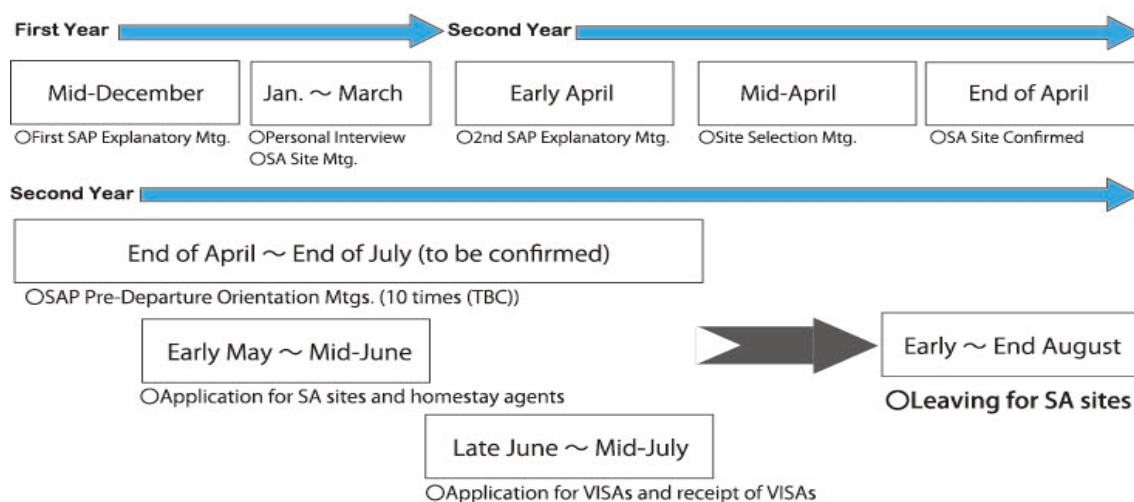 First Year
Second Year
Mid-December
Jan. ～ March
Early April
Mid-April
End of April
○First SAP Explanatory Mtg.
○Personal Interview
○SA Site Mtg.
○2nd SAP Explanatory Mtg.
○Site Selection Mtg.
○SA Site Confirmed
Second Year
End of April ～ End of July (to be confirmed)
○SAP Pre-Departure Orientation Mtgs. (10 times (TBC))
Early May ～ Mid-June
○Application for SA sites and homestay agents
Early ～ End August
○Leaving for SA sites
Late June ～ Mid-July
○Application for VISAs and receipt of VISAs